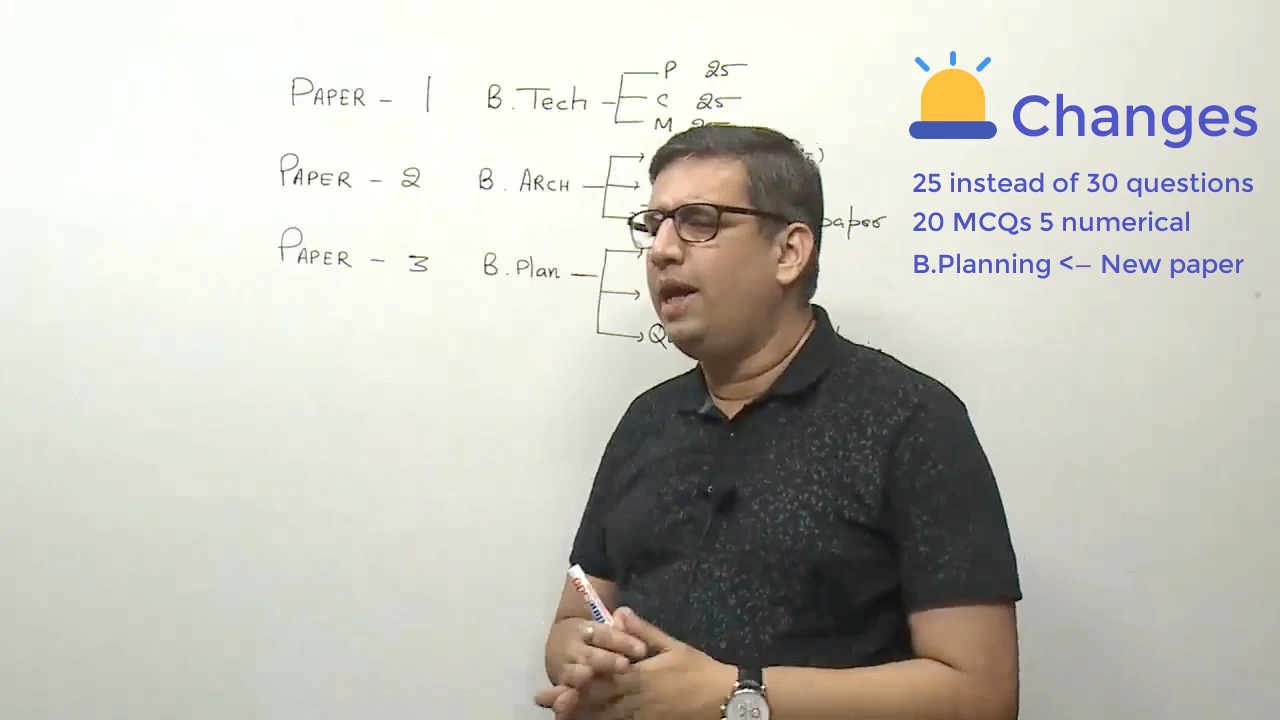 PAPER - 1 B.Tech P 25
C 25
M 25
PAPER - 2 B. ARCH
paper
PAPER - 3 B.Plan
Changes
25 instead of 30 questions
20 MCQs 5 numerical
B.Planning <– New paper